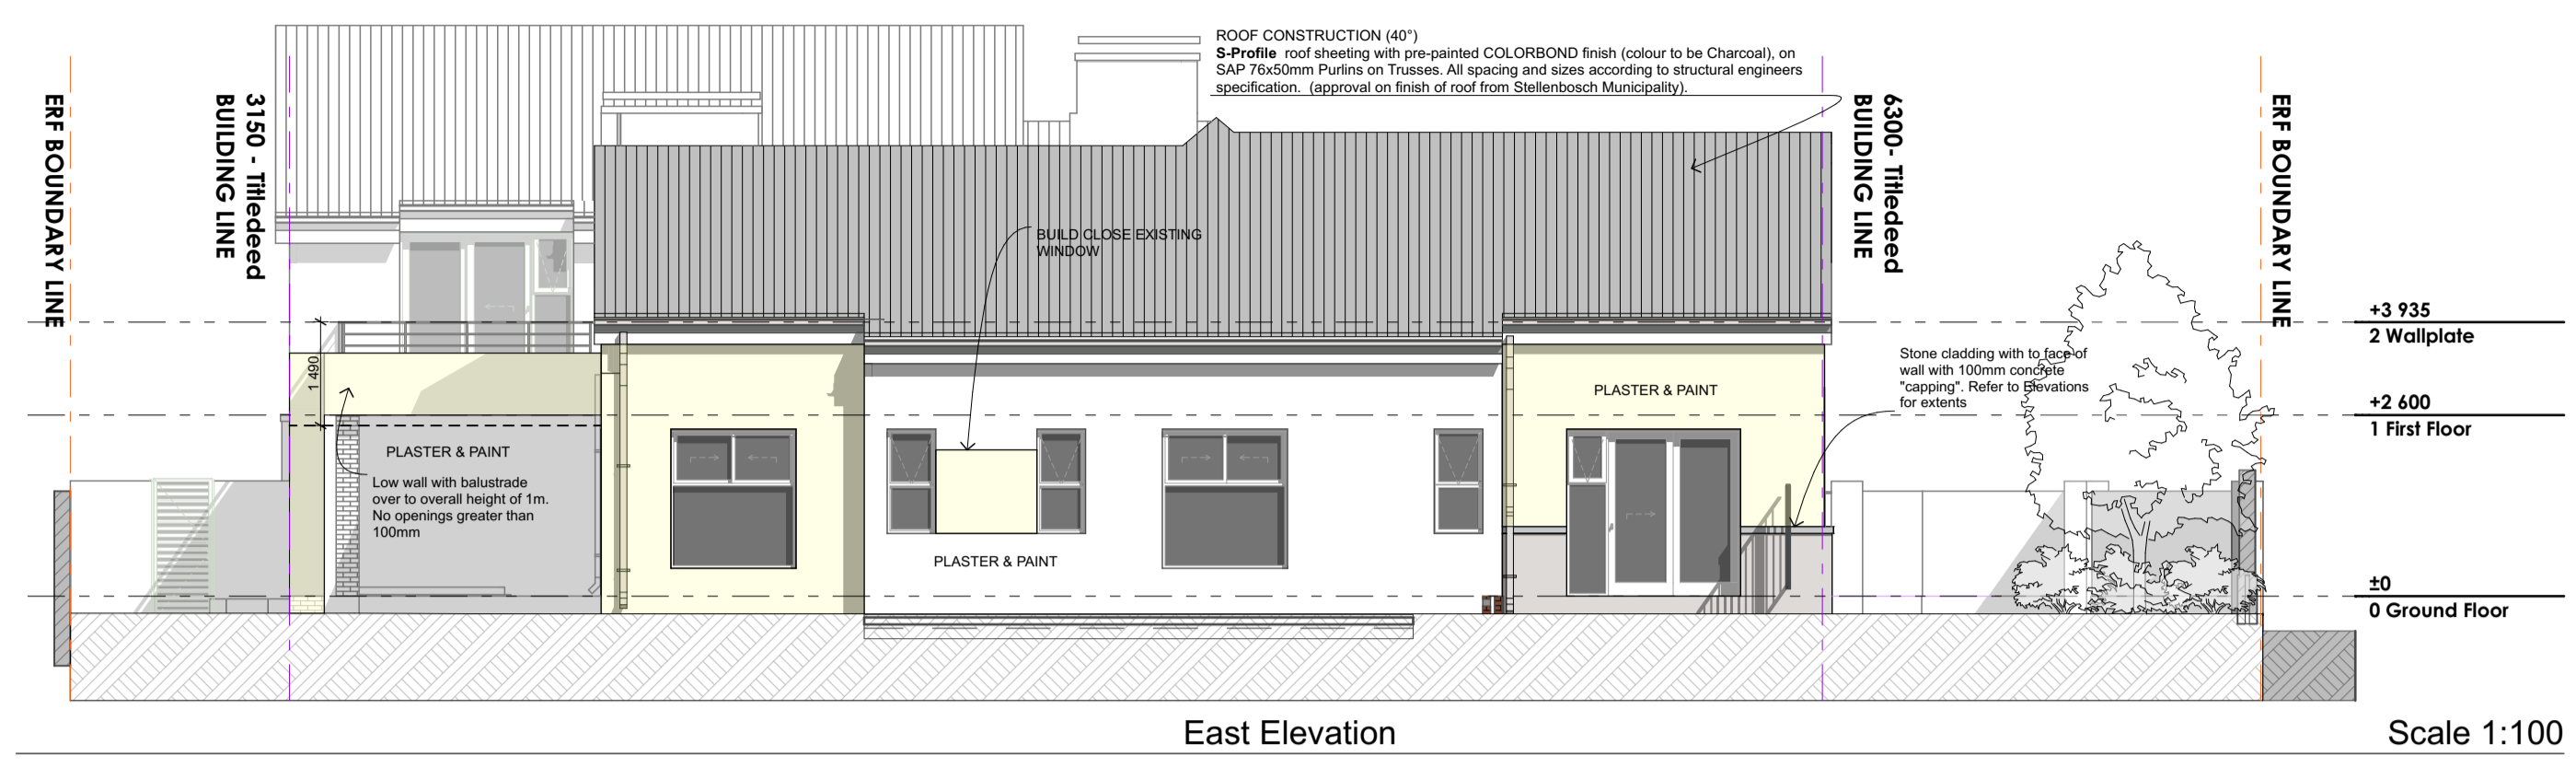 ROOF CONSTRUCTION (40°)
S-Profile roof sheeting with pre-painted COLORBOND finish (colour to be Charcoal), on
SAP 76x50mm Purlins on Trusses. All spacing and sizes according to structural engineers
specification. (approval on finish of roof from Stellenbosch Municipality).
ERF BOUNDARY LINE
3150 - Titledeed
BUILDING LINE
6300- Titledeed
BUILDING LINE
ERF BOUNDARY LINE
BUILD CLOSE EXISTING
WINDOW
+3 935
2 Wallplate
1 490
Stone cladding with to face of
wall with 100mm concrete
"capping". Refer to Elevations
for extents
PLASTER & PAINT
+2 600
1 First Floor
PLASTER & PAINT
Low wall with balustrade
over to overall height of 1m.
No openings greater than
100mm
PLASTER & PAINT
±0
0 Ground Floor
East Elevation
Scale 1:100